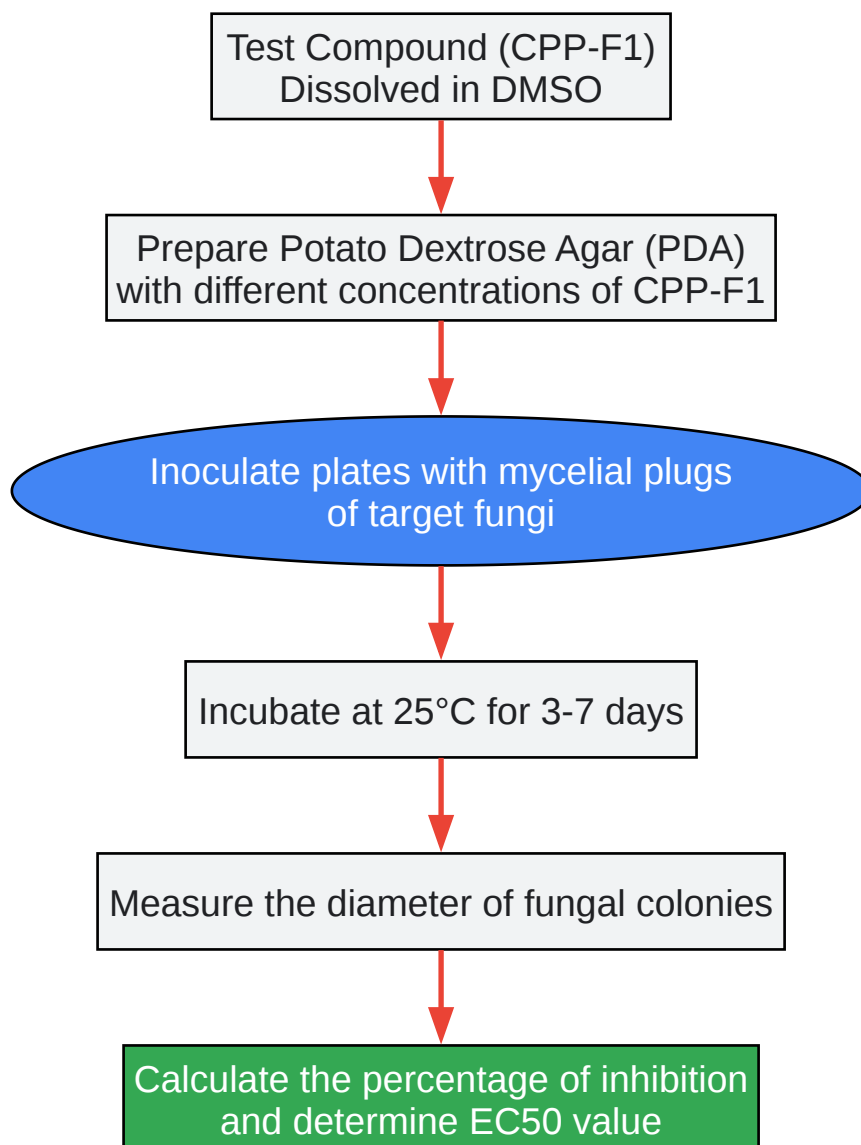 Test Compound (CPP-F1)
Dissolved in DMSO
Prepare Potato Dextrose Agar (PDA)
with different concentrations of CPP-F1
Inoculate plates with mycelial plugs
of target fungi
Incubate at 25°C for 3-7 days
Measure the diameter of fungal colonies
Calculate the percentage of inhibition
and determine EC50 value